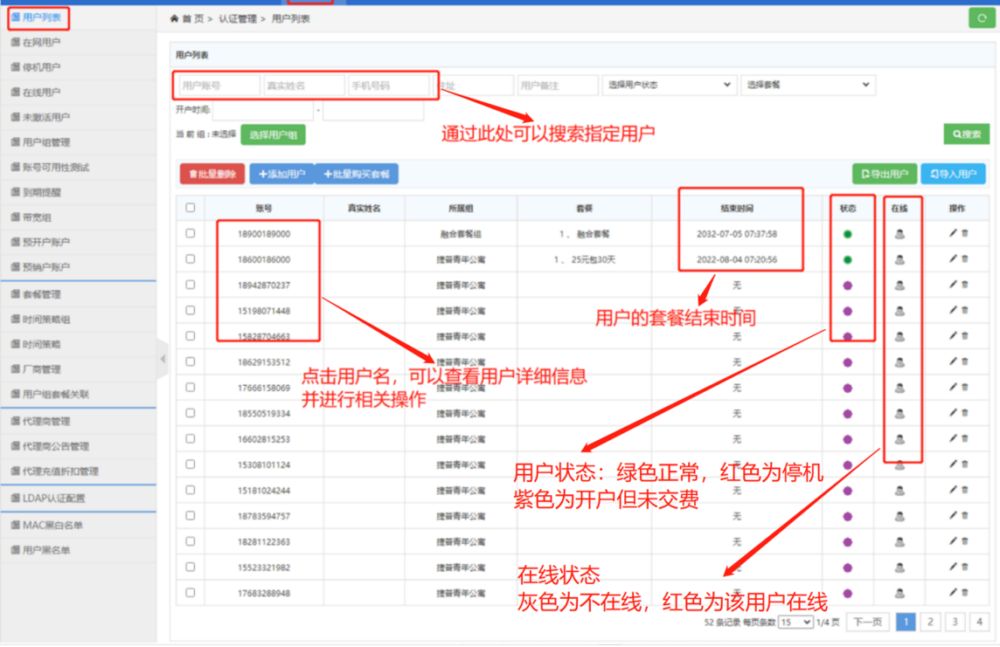 用户列表
在网用户
停机用户
在线用户
未激活用户
用户组管理
账号可用性测试
到期提醒
带宽组
预开户账户
预销户账户
套餐管理
时间策略组
时间策略
厂商管理
用户组套餐关联
代理商管理
代理商公告管理
代理充值折扣管理
LDAP认证配置
MAC黑白名单
用户黑名单
首页 > 认证管理 > 用户列表
用户列表
用户账号 真实姓名 手机号码 住址 用户备注 选择用户状态 选择套餐
开户时间: -
当前组:未选择 选择用户组
通过此处可以搜索指定用户
搜索
批量删除 +添加用户 +批量购买套餐 导出用户 导入用户
账号 真实姓名 所属组 套餐 结束时间 状态 在线 操作
18900189000 融合套餐组 1、 融合套餐 2032-07-05 07:37:58
18600186000 捷普青年公寓 1、 25元包30天 2022-08-04 07:20:56
18942870237 捷普青年公寓 无
15198071448 捷普青年公寓 无
用户的套餐结束时间
15828704663 捷普青年公寓 无
18629153512 捷普青年公寓 无
点击用户名，可以查看用户详细信息
并进行相关操作
17666158069 捷普青年公寓 无
18550519334 捷普青年公寓 无
16602815253 捷普青年公寓 无
15308101124 捷普青年公寓 无
用户状态：绿色正常，红色为停机
紫色为开户但未交费
15181024244 捷普青年公寓 无
18783594757 捷普青年公寓 无
18281122363 捷普青年公寓 无
15523321982 捷普青年公寓 无
在线状态
灰色为不在线，红色为该用户在线
17683288948 捷普青年公寓
52 条记录 每页条数 15 1/4 页 下一页 1 2 3 4